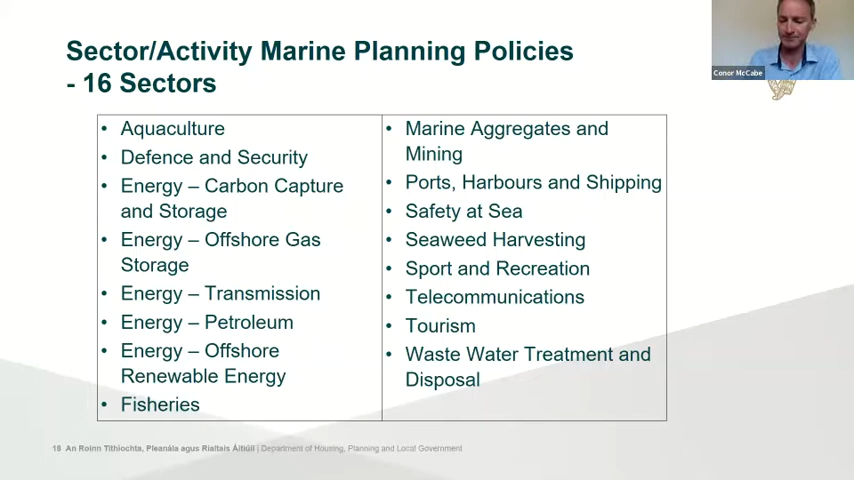 Sector/Activity Marine Planning Policies
- 16 Sectors
Conor McCabe
• Aquaculture
• Defence and Security
• Energy – Carbon Capture
and Storage
• Energy – Offshore Gas
Storage
• Energy – Transmission
• Energy – Petroleum
• Energy – Offshore
Renewable Energy
• Fisheries
• Marine Aggregates and
Mining
• Ports, Harbours and Shipping
• Safety at Sea
• Seaweed Harvesting
• Sport and Recreation
• Telecommunications
• Tourism
• Waste Water Treatment and
Disposal
18 An Roinn Tithíochta, Pleanála agus Rialtais Áitiúil | Department of Housing, Planning and Local Government